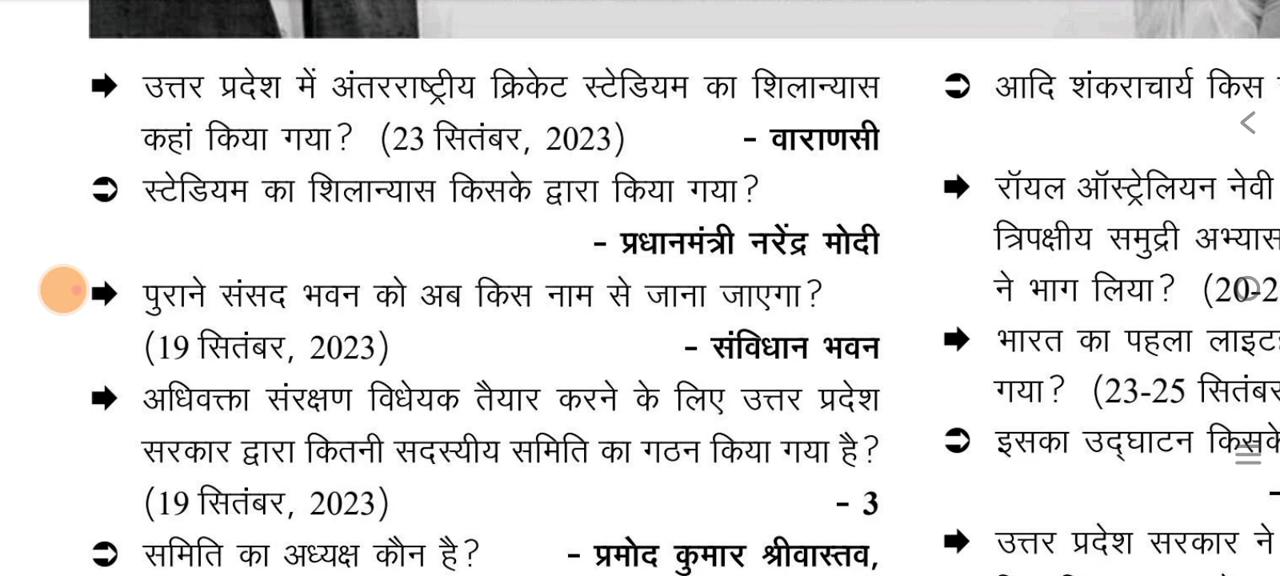 ➡ उत्तर प्रदेश में अंतरराष्ट्रीय क्रिकेट स्टेडियम का शिलान्यास
कहां किया गया? (23 सितंबर, 2023) - वाराणसी
➲ स्टेडियम का शिलान्यास किसके द्वारा किया गया?
- प्रधानमंत्री नरेंद्र मोदी
➡ पुराने संसद भवन को अब किस नाम से जाना जाएगा?
(19 सितंबर, 2023) - संविधान भवन
➡ अधिवक्ता संरक्षण विधेयक तैयार करने के लिए उत्तर प्रदेश
सरकार द्वारा कितनी सदस्यीय समिति का गठन किया गया है?
(19 सितंबर, 2023) - 3
➲ समिति का अध्यक्ष कौन है? - प्रमोद कुमार श्रीवास्तव,
➲ आदि शंकराचार्य किस
➡ रॉयल ऑस्ट्रेलियन नेवी
त्रिपक्षीय समुद्री अभ्यास
ने भाग लिया? (20-2
➡ भारत का पहला
गया? (23-25 सितंबर
➲ इसका उद्घाटन किसके
➡ उत्तर प्रदेश सरकार ने